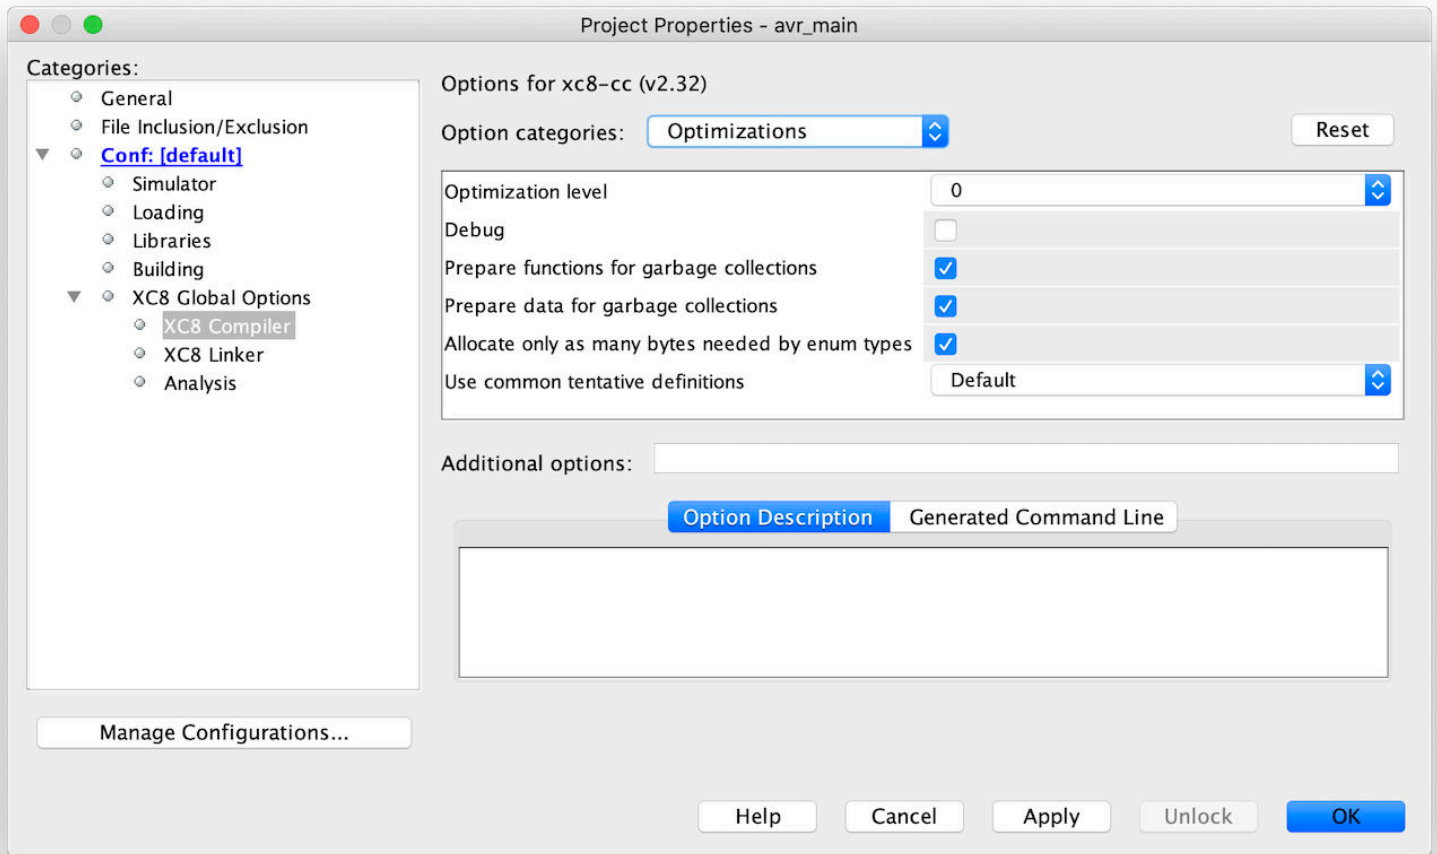 Project Properties - avr_main
Categories:
General
File Inclusion/Exclusion
Conf: [default]
Simulator
Loading
Libraries
Building
XC8 Global Options
XC8 Compiler
XC8 Linker
Analysis
Manage Configurations...
Options for xc8-cc (v2.32)
Option categories: Optimizations Reset
Optimization level 0
Debug
Prepare functions for garbage collections
Prepare data for garbage collections
Allocate only as many bytes needed by enum types
Use common tentative definitions Default
Additional options:
Option Description Generated Command Line
Help Cancel Apply Unlock OK